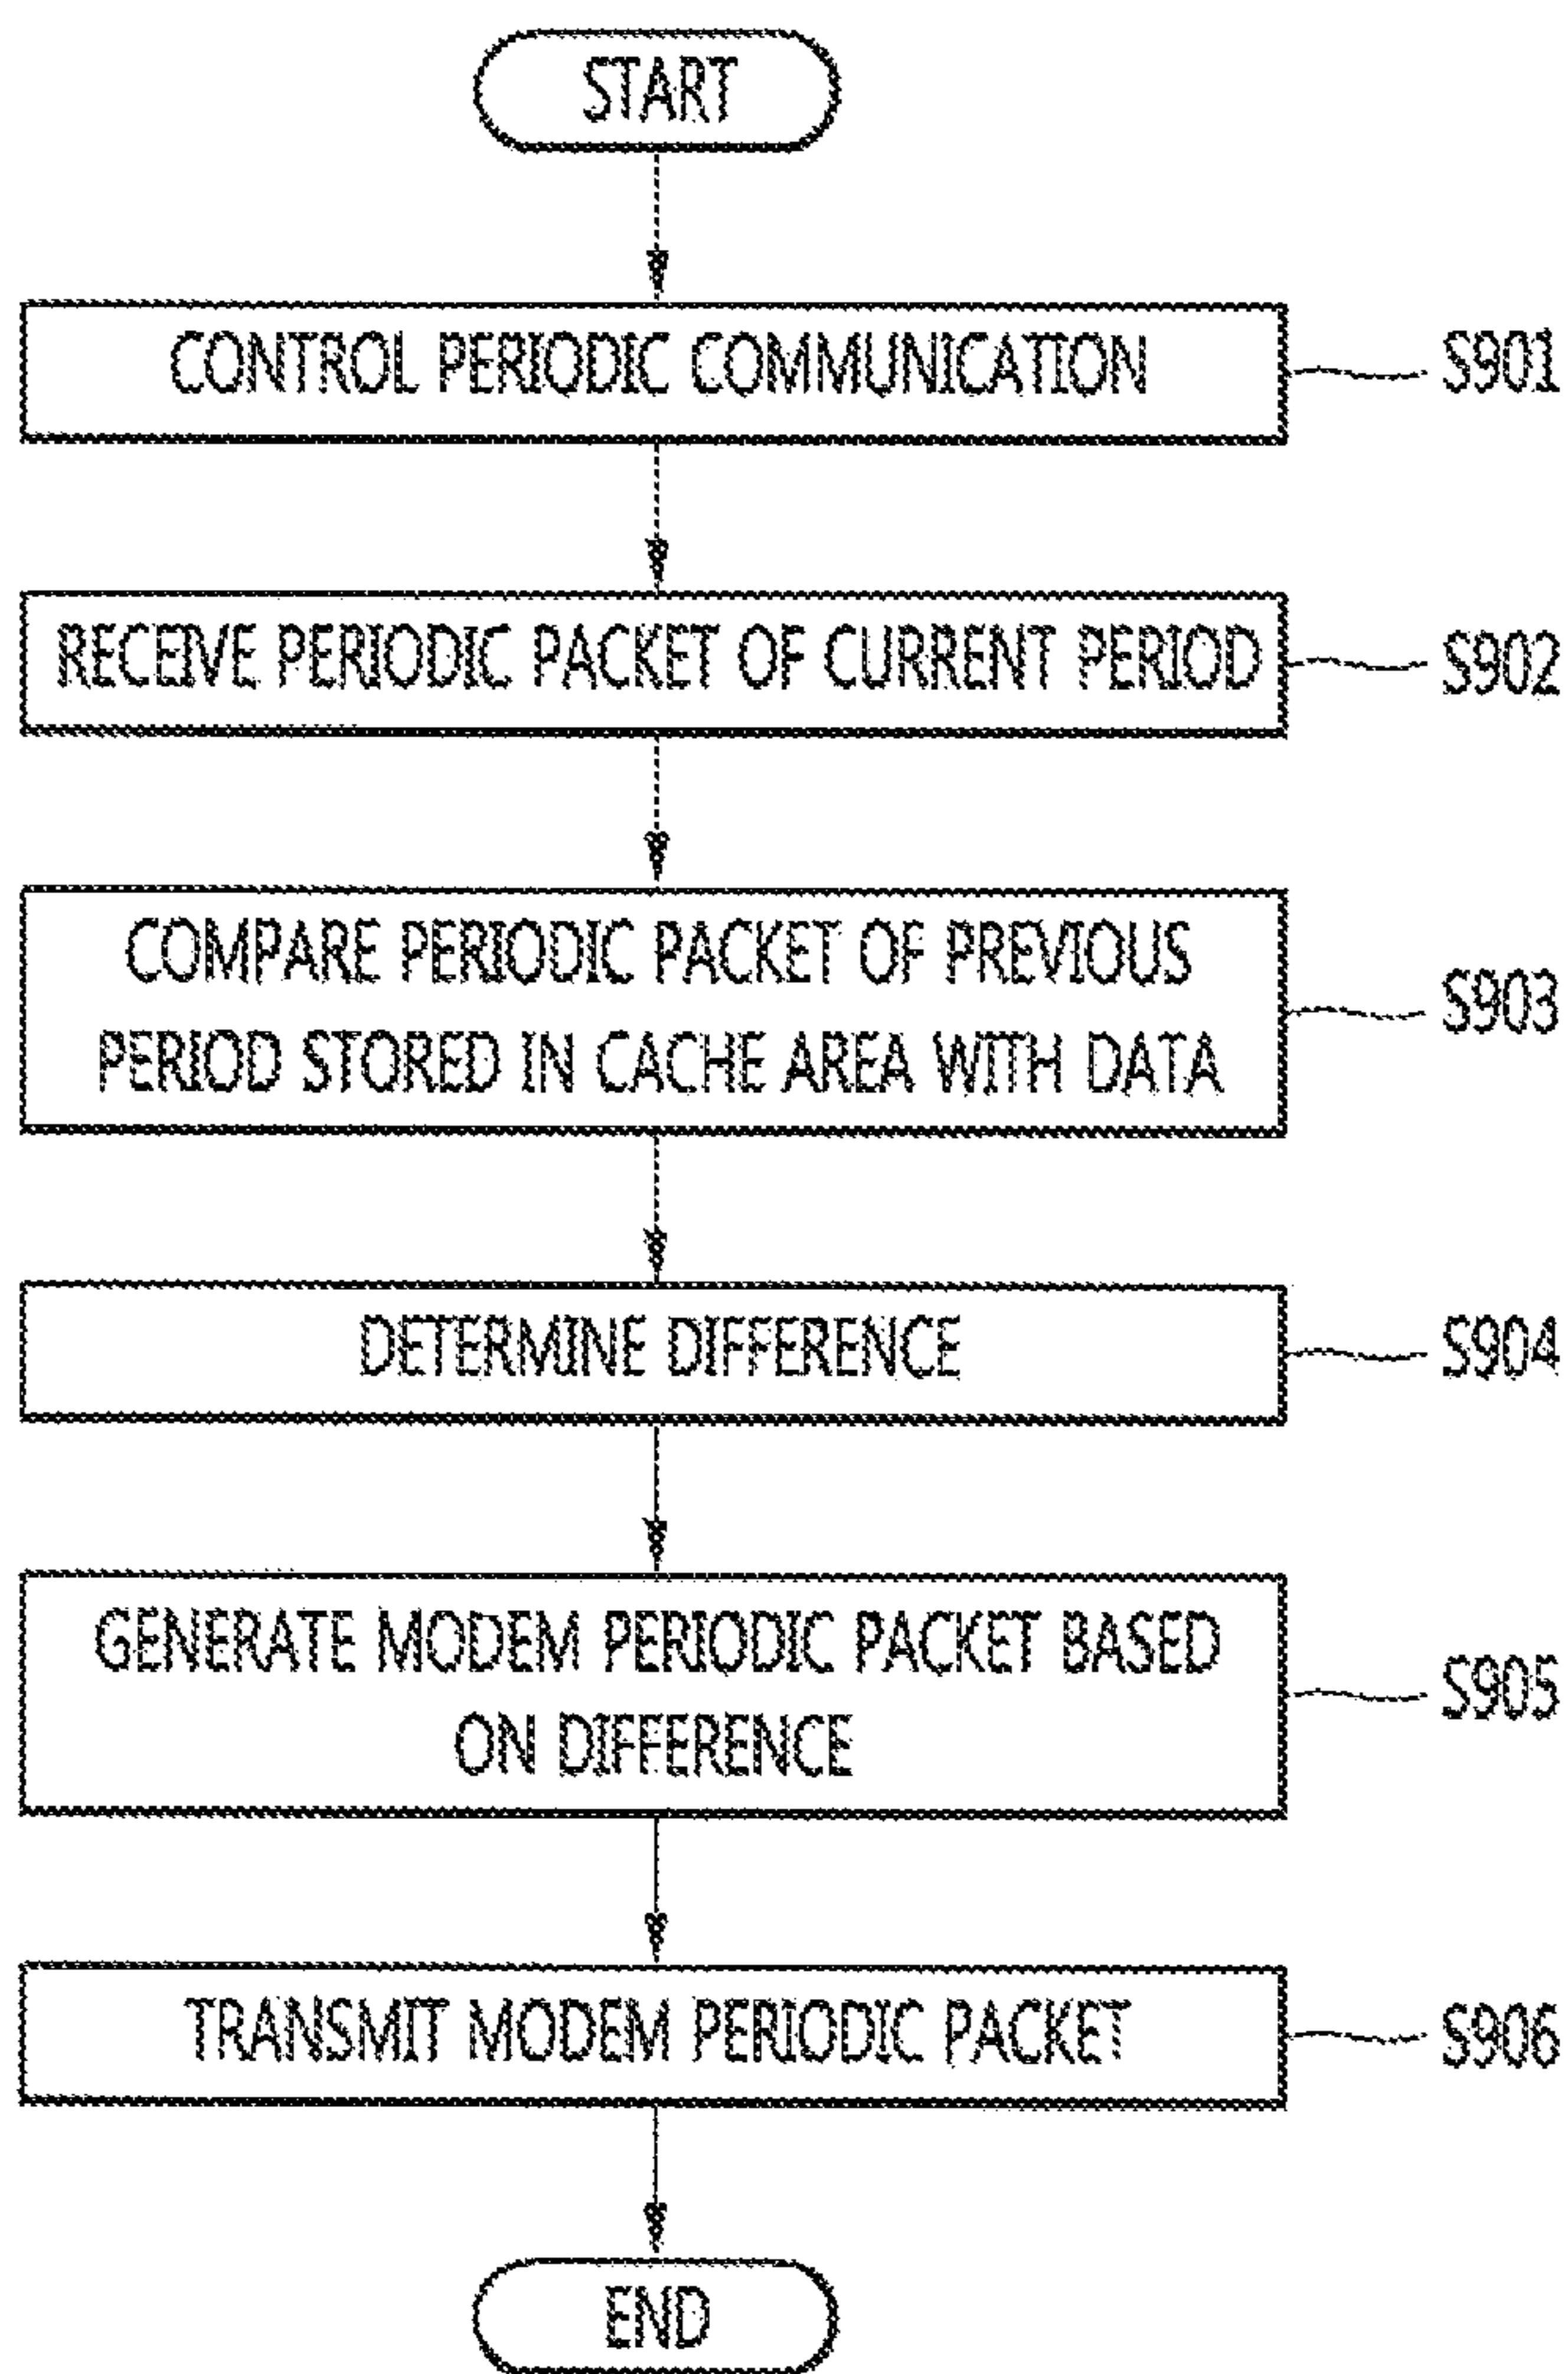 START
CONTROL PERIODIC COMMUNICATION
S901
RECEIVE PERIODIC PACKET OF CURRENT PERIOD
S902
COMPARE PERIODIC PACKET OF PREVIOUS
PERIOD STORED IN CACHE AREA WITH DATA
S903
DETERMINE DIFFERENCE
S904
GENERATE MODEM PERIODIC PACKET BASED
ON DIFFERENCE
S905
TRANSMIT MODEM PERIODIC PACKET
S906
END